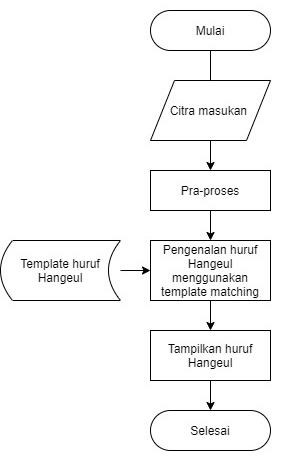 Mulai
Citra masukan
Pra-proses
Template huruf
Hangeul
Pengenalan huruf
Hangeul
menggunakan
template matching
Tampilkan huruf
Hangeul
Selesai